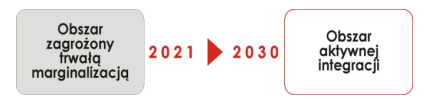 Obszar
zagrożony
trwałą
marginalizacją
2021 2030
Obszar
aktywnej
integracji